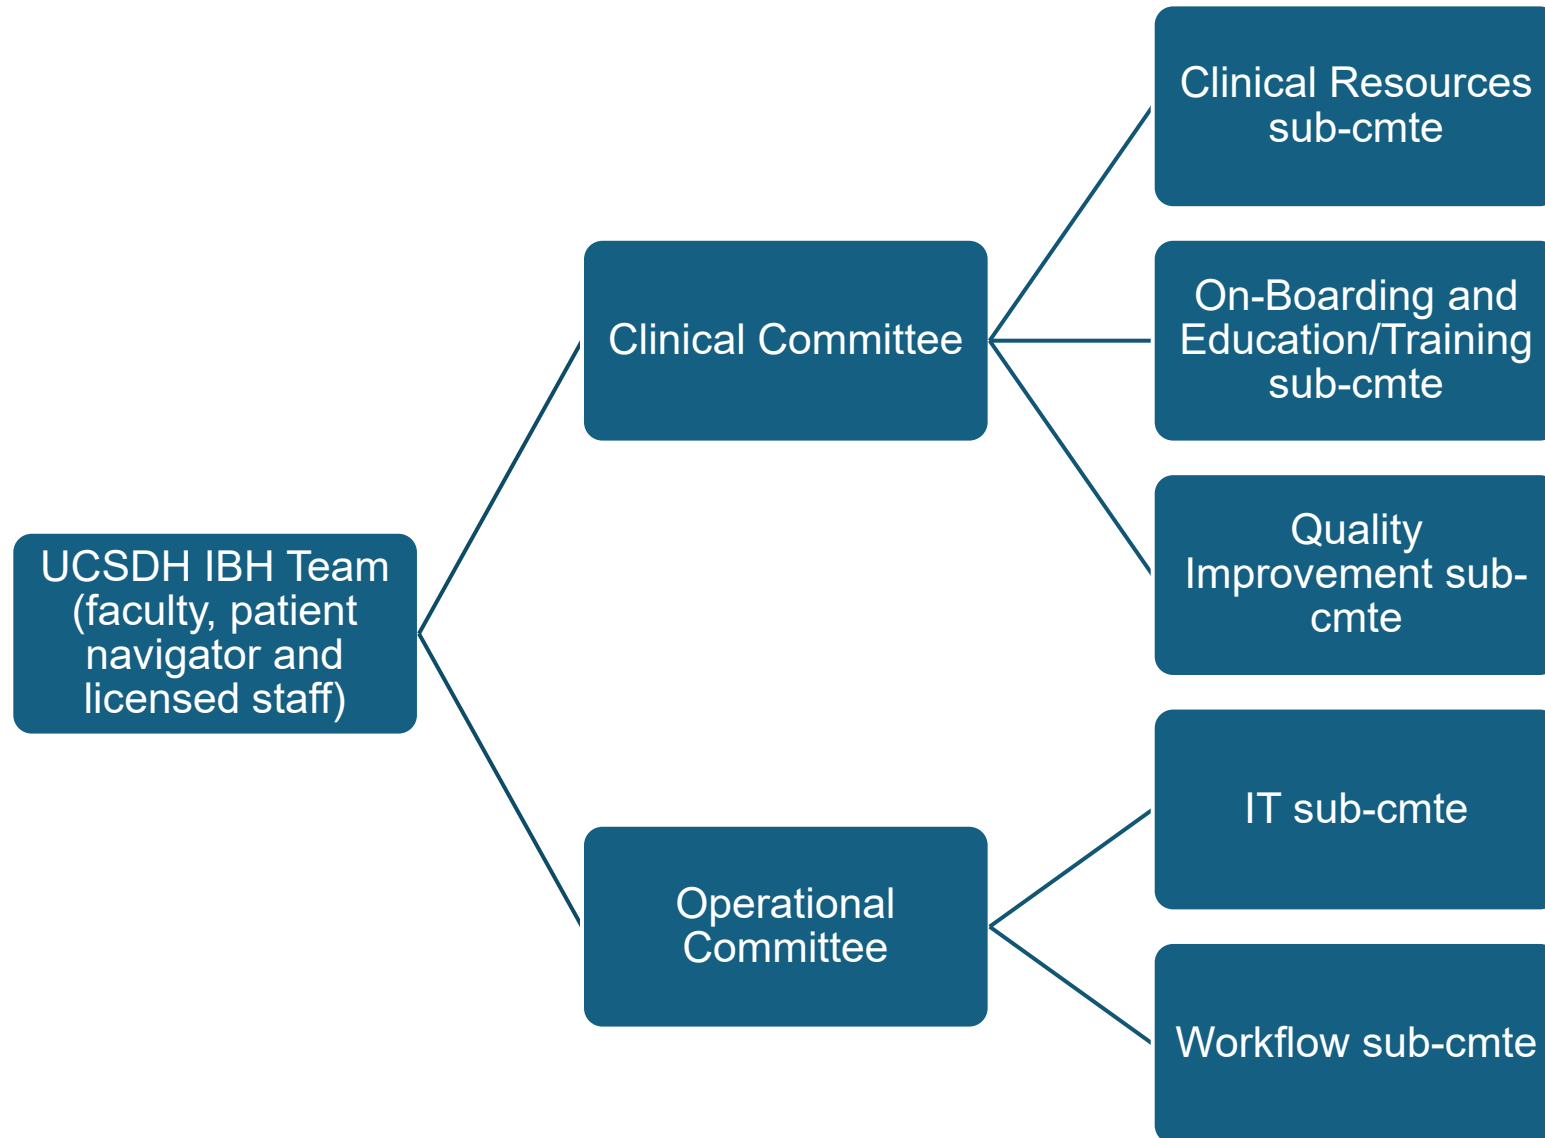 Clinical Resources
sub-cmte
On-Boarding and
Education/Training
sub-cmte
Clinical Committee
Quality
Improvement sub-
cmte
UCSDH IBH Team
(faculty, patient
navigator and
licensed staff)
IT sub-cmte
Operational
Committee
Workflow sub-cmte